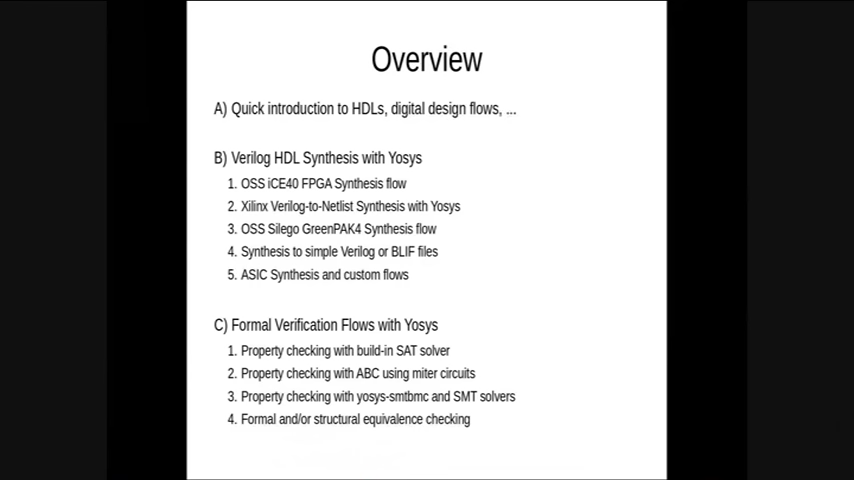 Overview
A) Quick introduction to HDLs, digital design flows, ...
B) Verilog HDL Synthesis with Yosys
1. OSS iCE40 FPGA Synthesis flow
2. Xilinx Verilog-to-Netlist Synthesis with Yosys
3. OSS Silego GreenPAK4 Synthesis flow
4. Synthesis to simple Verilog or BLIF files
5. ASIC Synthesis and custom flows
C) Formal Verification Flows with Yosys
1. Property checking with build-in SAT solver
2. Property checking with ABC using miter circuits
3. Property checking with yosys-smtbmc and SMT solvers
4. Formal and/or structural equivalence checking